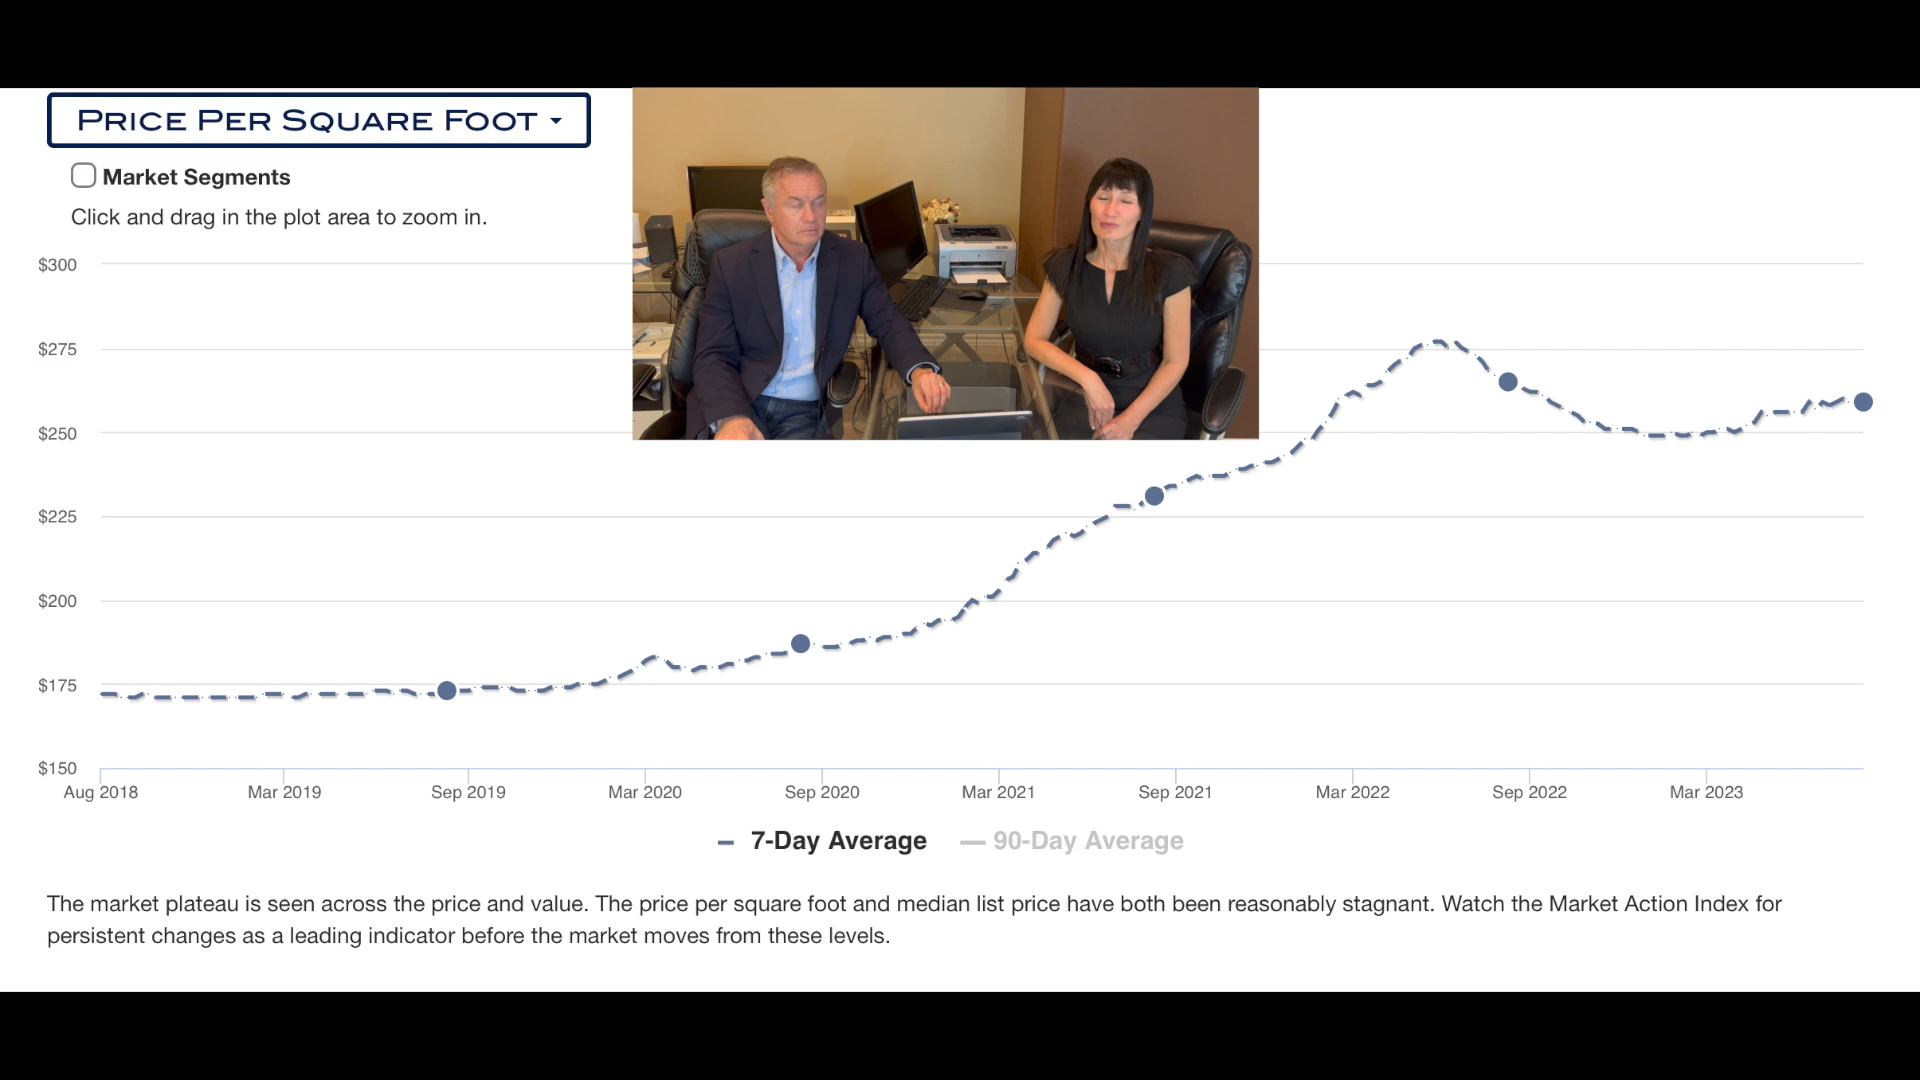 PRICE PER SQUARE FOOT
Market Segments
Click and drag in the plot area to zoom in.
$300
$275
$250
$225
$200
$175
$150
Aug 2018 Mar 2019 Sep 2019 Mar 2020 Sep 2020 Mar 2021 Sep 2021 Mar 2022 Sep 2022 Mar 2023
7-Day Average 90-Day Average
The market plateau is seen across the price and value. The price per square foot and median list price have both been reasonably stagnant. Watch the Market Action Index for
persistent changes as a leading indicator before the market moves from these levels.